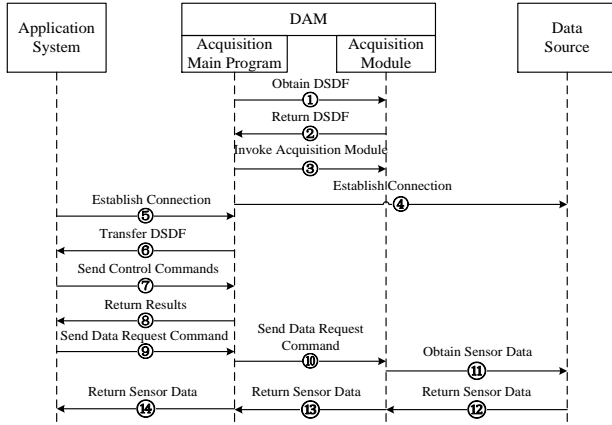 Application
System
DAM
Acquisition
Main Program
Acquisition
Module
Data
Source
Obtain DSDF
①
Return DSDF
②
Invoke Acquisition Module
③
Establish Connection
④
Establish Connection
⑤
Transfer DSDF
⑥
Send Control Commands
⑦
Return Results
⑧
Send Data Request Command
⑨
Send Data Request
Command
⑩
Obtain Sensor Data
⑪
Return Sensor Data
⑫
Return Sensor Data
⑬
Return Sensor Data
⑭